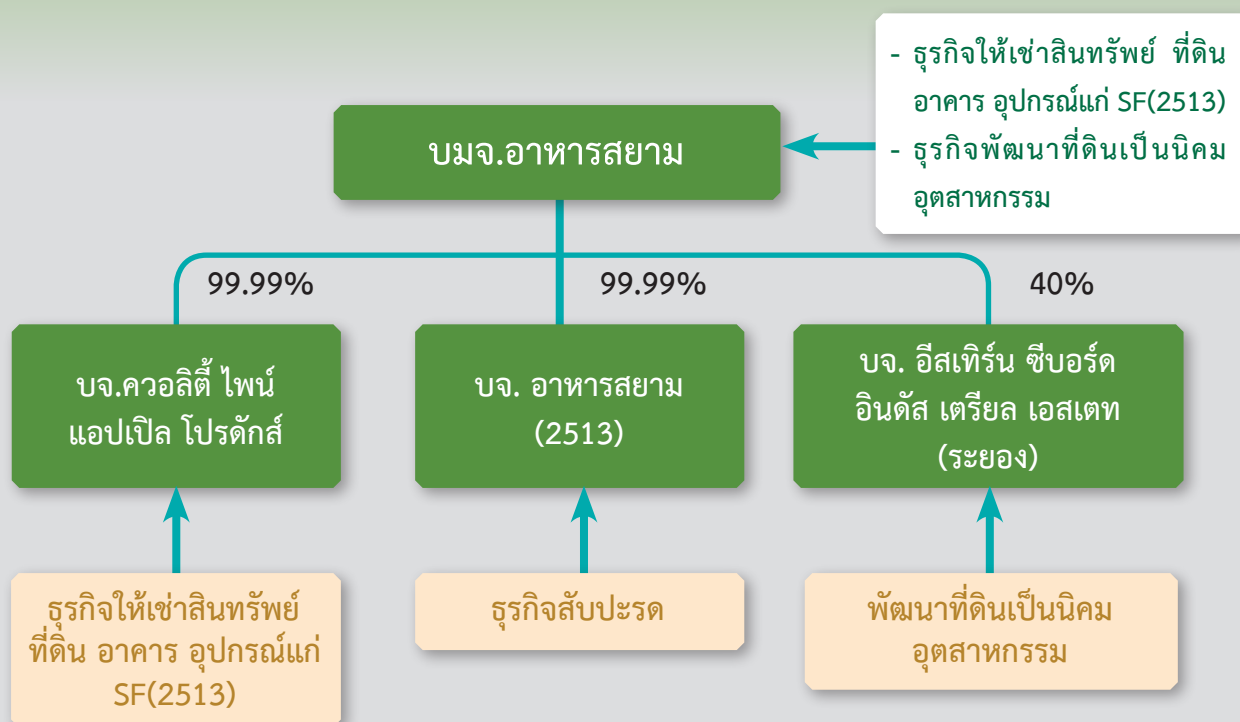 - ธุรกิจให้เช่าสินทรัพย์ ที่ดิน
อาคาร อุปกรณ์แก่ SF(2513)
- ธุรกิจพัฒนาที่ดินเป็นนิคม
อุตสาหกรรม
บมจ.อาหารสยาม
99.99%
99.99%
40%
บจ.ควอลิตี้ ไพน์
แอปเปิล โปรดักส์
บจ. อาหารสยาม
(2513)
บจ. อีสเทิร์น ซีบอร์ด
อินดัส เตรียล เอสเตท
(ระยอง)
ธุรกิจให้เช่าสินทรัพย์
ที่ดิน อาคาร อุปกรณ์แก่
SF(2513)
ธุรกิจสับปะรด
พัฒนาที่ดินเป็นนิคม
อุตสาหกรรม